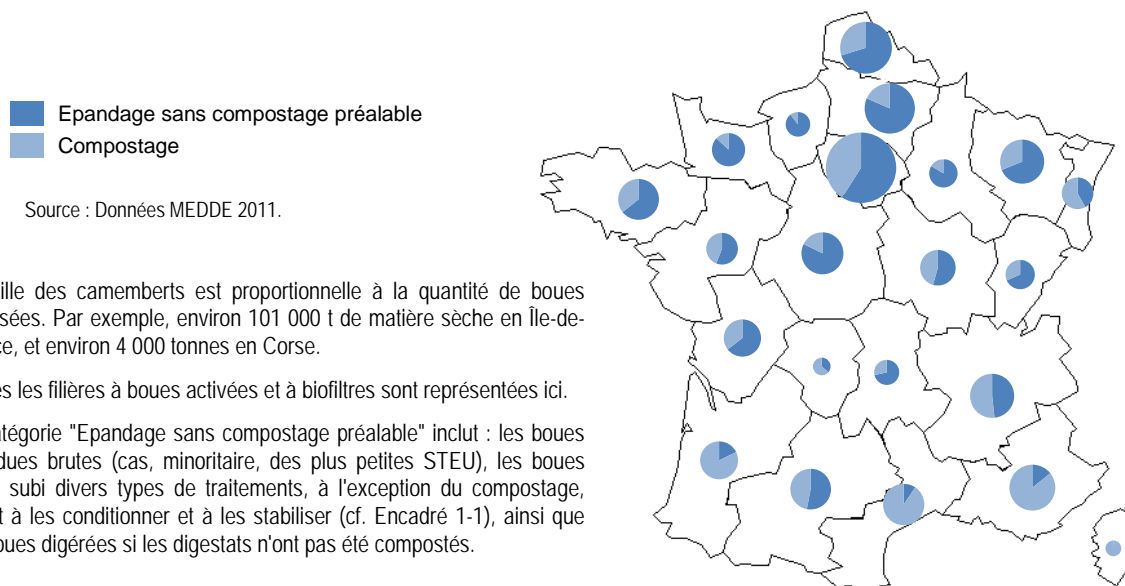 Epandage sans compostage préalable
Compostage
Source : Données MEDDE 2011.
ille des camemberts est proportionnelle à la quantité de boues
sées. Par exemple, environ 101 000 t de matière sèche en Île-de-
ce, et environ 4 000 tonnes en Corse.
es les filières à boues activées et à biofiltres sont représentées ici.
atégorie "Epandage sans compostage préalable" inclut : les boues
dues brutes (cas, minoritaire, des plus petites STEU), les boues
subi divers types de traitements, à l'exception du compostage,
t à les conditionner et à les stabiliser (cf. Encadré 1-1), ainsi que
oues digérées si les digestats n'ont pas été compostés.